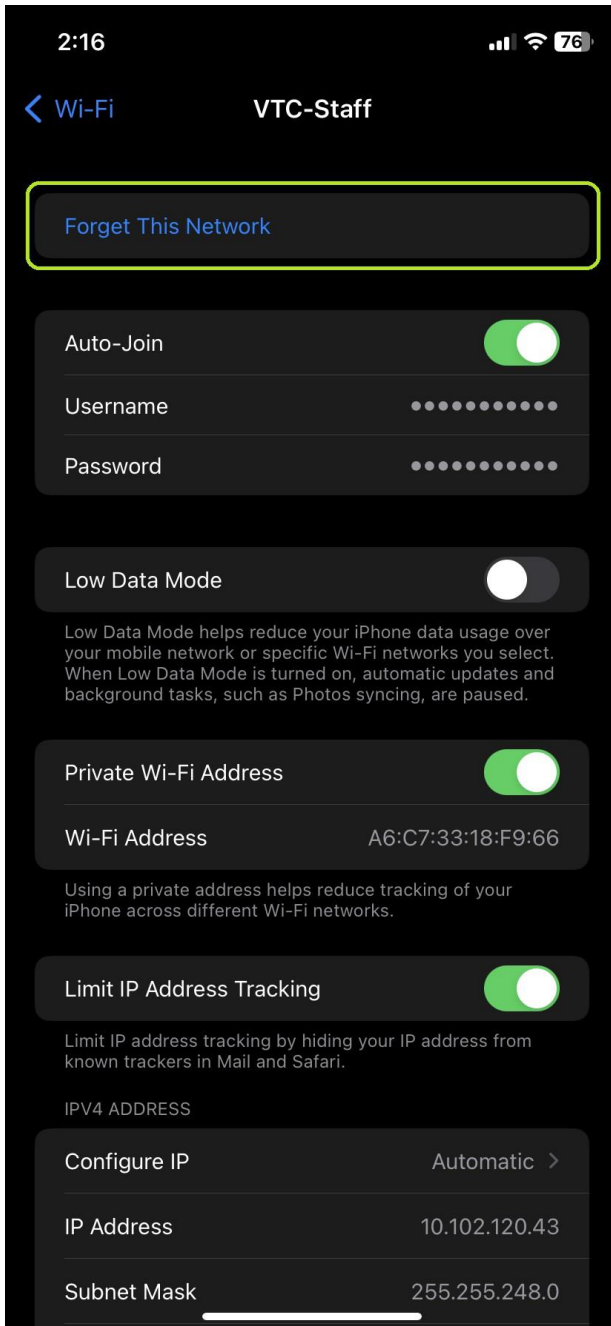 2:16
76
Wi-Fi
VTC-Staff
Forget This Network
Auto-Join
Username ●●●●●●●●●●●
Password ●●●●●●●●●●●
Low Data Mode
Low Data Mode helps reduce your iPhone data usage over
your mobile network or specific Wi-Fi networks you select.
When Low Data Mode is turned on, automatic updates and
background tasks, such as Photos syncing, are paused.
Private Wi-Fi Address
Wi-Fi Address A6:C7:33:18:F9:66
Using a private address helps reduce tracking of your
iPhone across different Wi-Fi networks.
Limit IP Address Tracking
Limit IP address tracking by hiding your IP address from
known trackers in Mail and Safari.
IPV4 ADDRESS
Configure IP Automatic
IP Address 10.102.120.43
Subnet Mask 255.255.248.0